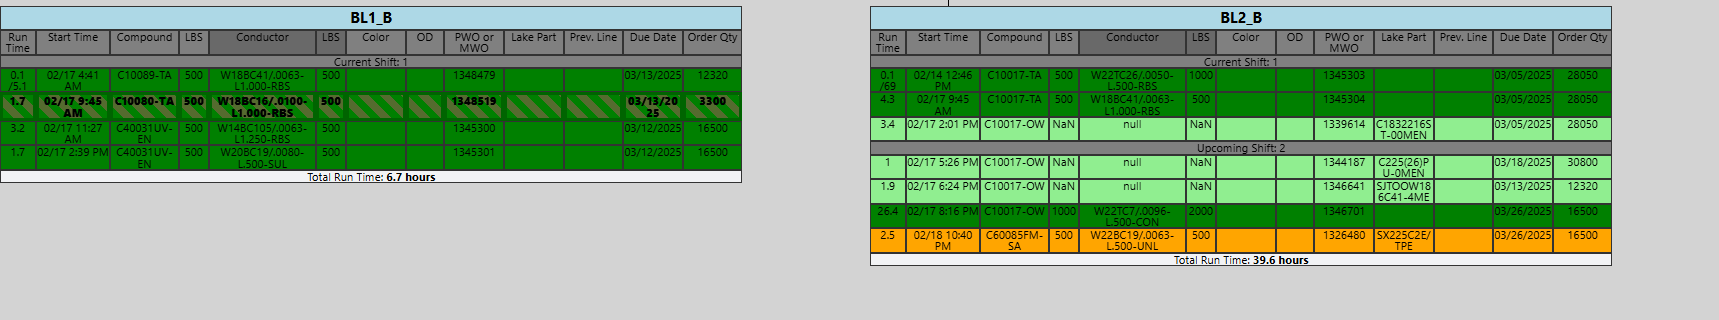 BL1_B
Run Time	Start Time	Compound	LBS	Conductor	LBS	Color	OD	PWO or MWO	Lake Part	Prev. Line	Due Date	Order Qty
Current Shift: 1
0.1 /5.1	02/17 4:41 AM	C10089-TA	500	W18BC41/.0063-L1.000-RBS	500	1348479	03/13/2025	12320
1.7	02/17 9:45 AM	C10080-TA	500	W18BC16/.0100-L1.000-RBS	500	1348519	03/13/2025	3300
3.2	02/17 11:27 AM	C40031UV-EN	500	W14BC105/.0063-L1.250-RBS	500	1345300	03/12/2025	16500
1.7	02/17 2:39 PM	C40031UV-EN	500	W20BC19/.0080-L.500-SUL	500	1345301	03/12/2025	16500
Total Run Time: 6.7 hours
BL2_B
Run Time	Start Time	Compound	LBS	Conductor	LBS	Color	OD	PWO or MWO	Lake Part	Prev. Line	Due Date	Order Qty
Current Shift: 1
0.1 /69	02/14 12:46 PM	C10017-TA	500	W22TC26/.0050-L.500-RBS	1000	1345303	03/05/2025	28050
4.3	02/17 9:45 AM	C10017-TA	500	W18BC41/.0063-L1.000-RBS	500	1345304	03/05/2025	28050
3.4	02/17 2:01 PM	C10017-OW	NaN	null	NaN	1339614	C1832216ST-00MEN	03/05/2025	28050
Upcoming Shift: 2
1	02/17 5:26 PM	C10017-OW	NaN	null	NaN	1344187	C225(26)PU-0MEN	03/18/2025	30800
1.9	02/17 6:24 PM	C10017-OW	NaN	null	NaN	1346641	SJTOOW186C41-4ME	03/13/2025	12320
26.4	02/17 8:16 PM	C10017-OW	1000	W22TC7/.0096-L.500-CON	2000	1346701	03/26/2025	16500
2.5	02/18 10:40 PM	C60085FM-SA	500	W22BC19/.0063-L.500-UNL	500	1326480	SX225C2E/TPE	03/26/2025	16500
Total Run Time: 39.6 hours